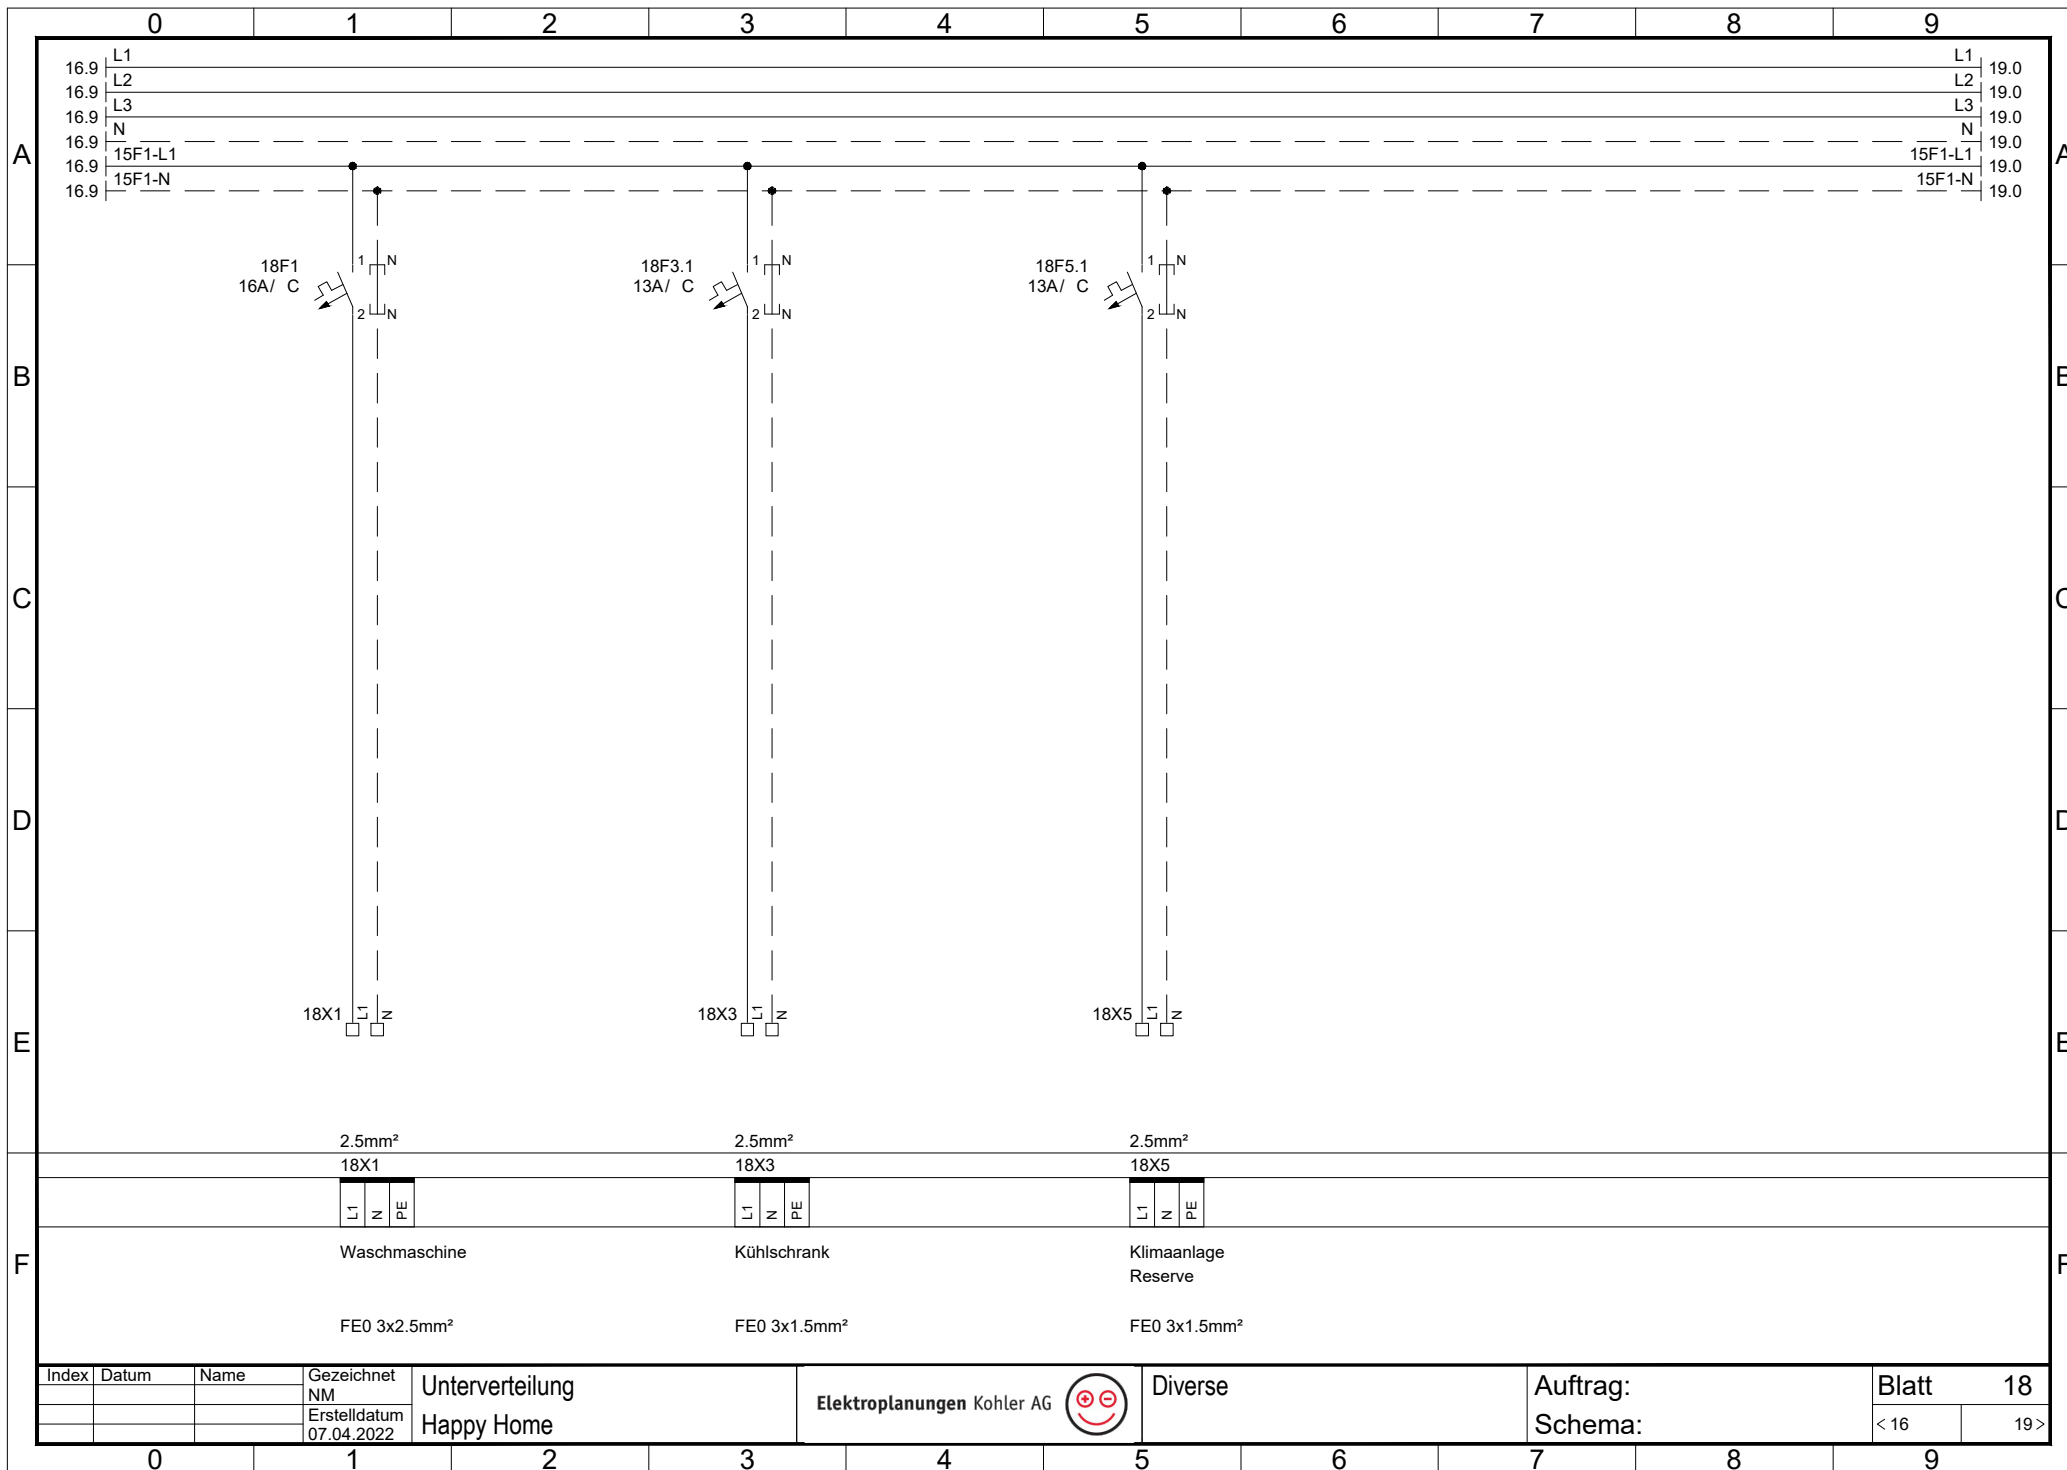 0 1 2 3 4 5 6 7 8 9
16.9 L1 L1 19.0
16.9 L2 L2 19.0
16.9 L3 L3 19.0
16.9 N N 19.0
A A
16.9 15F1-L1 15F1-L1 19.0
16.9 15F1-N 15F1-N 19.0
18F1 1 N 18F3.1 1 N 18F5.1 1 N
16A/ C 13A/ C 13A/ C
2 N 2 N 2 N
B B
C C
D D
18X1 L1 N 18X3 L1 N 18X5 L1 N
E E
2.5mm² 2.5mm² 2.5mm²
18X1 18X3 18X5
L1 N PE L1 N PE L1 N PE
Waschmaschine Kühlschrank Klimaanlage
F F
Reserve
FE0 3x2.5mm² FE0 3x1.5mm² FE0 3x1.5mm²
Index Datum Name Gezeichnet
NM
Erstelldatum
07.04.2022
Unterverteilung
Happy Home
Elektroplanungen Kohler AG
Diverse
Auftrag:
Schema:
Blatt 18
< 16 19 >
0 1 2 3 4 5 6 7 8 9